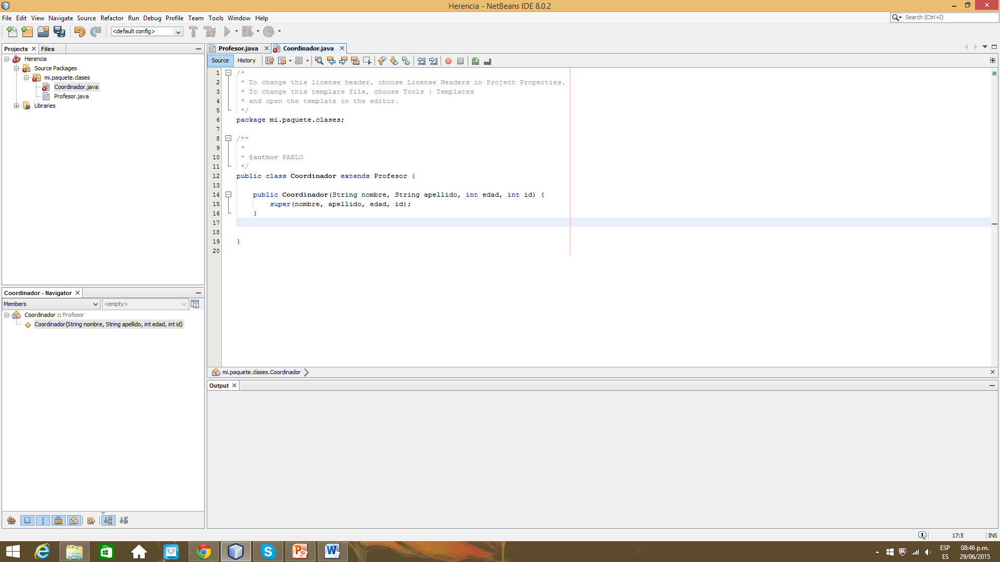 Herencia - NetBeans IDE 8.0.2
File Edit View Navigate Source Refactor Run Debug Profile Team Tools Window Help
Search (Ctrl+I)
<default config>
Projects Files
Herencia
Source Packages
mi.paquete.clases
Coordinador.java
Profesor.java
Libraries
Profesor.java Coordinador.java
Source History
1 /*
2 * To change this license header, choose License Headers in Project Properties.
3 * To change this template file, choose Tools | Templates
4 * and open the template in the editor.
5 */
6 package mi.paquete.clases;
7
8 /**
9 *
10 * @author PABLO
11 */
12 public class Coordinador extends Profesor {
13
14 public Coordinador(String nombre, String apellido, int edad, int id) {
15 super(nombre, apellido, edad, id);
16 }
17
18
19 }
20
mi.paquete.clases.Coordinador
Coordinador - Navigator
Members <empty>
Coordinador :: Profesor
Coordinador(String nombre, String apellido, int edad, int id)
Output
1 17:5 INS
ESP 08:46 p.m.
ES 29/06/2015